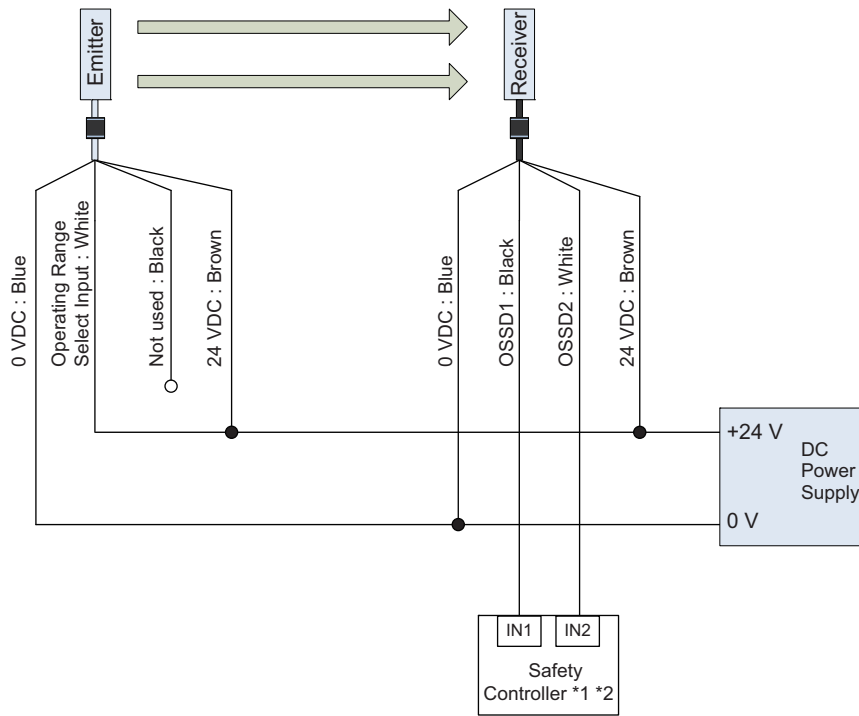 Emitter
Receiver
0 VDC : Blue
Operating Range
Select Input : White
Not used : Black
24 VDC : Brown
0 VDC : Blue
OSSD1 : Black
OSSD2 : White
24 VDC : Brown
+24 V
DC
Power
Supply
0 V
IN1
IN2
Safety
Controller *1 *2